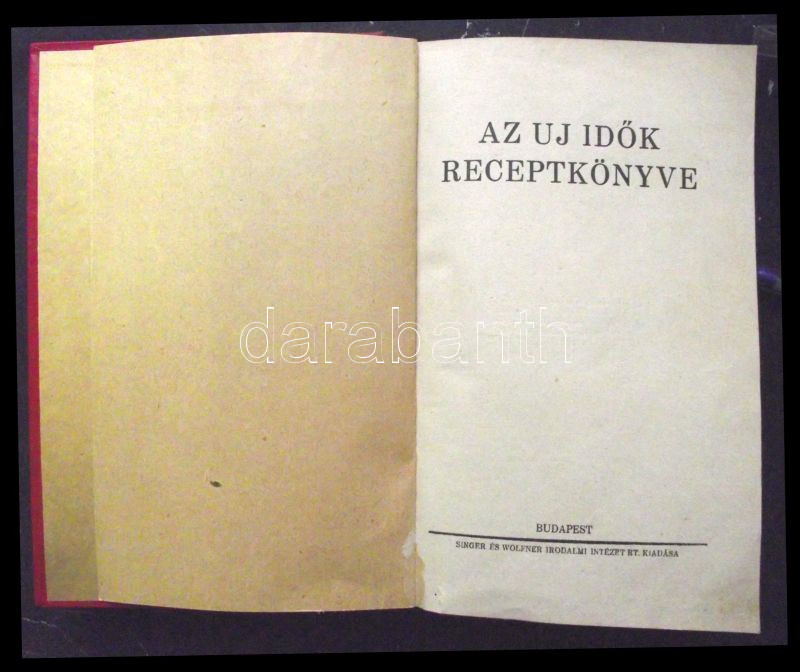 AZ UJ IDŐK
RECEPTKÖNYVE
darabanth
BUDAPEST
SINGER ÉS WOLFNER IRODALMI INTÉZET RT. KIADÁSA